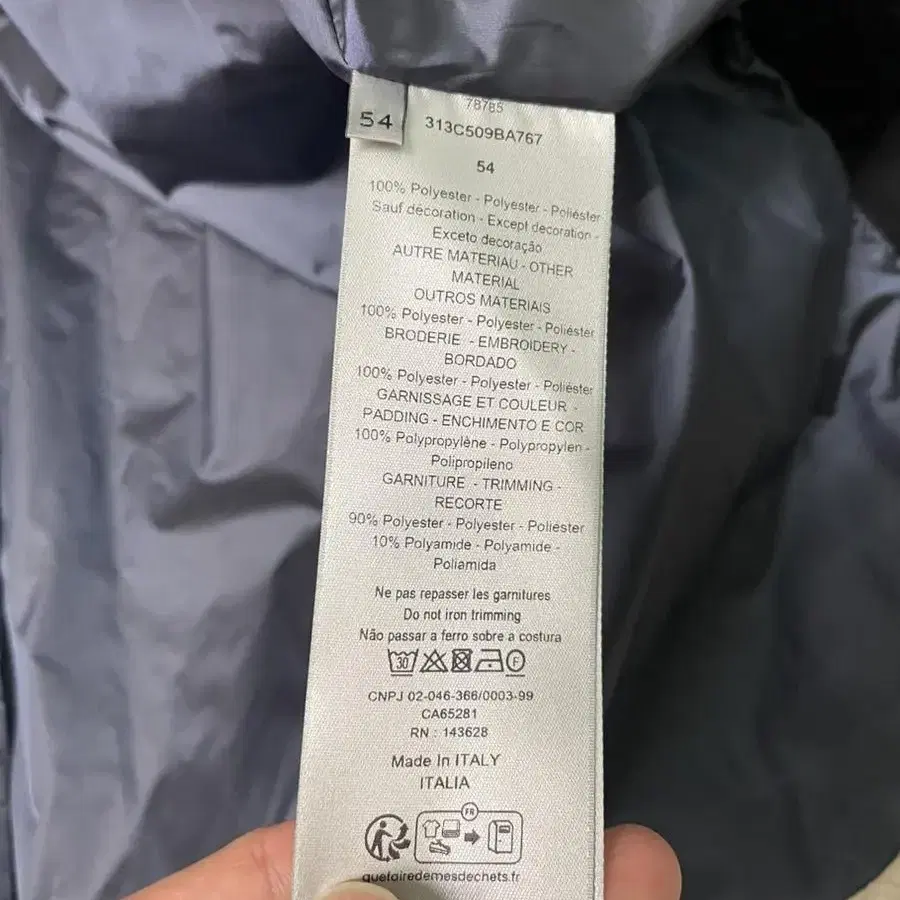 54
78785
313C509BA767
54
100% Polyester - Polyester - Poliéster
Sauf décoration - Except decoration -
Exceto decoração
AUTRE MATERIAU - OTHER
MATERIAL
OUTROS MATERIAIS
100% Polyester - Polyester - Poliéster
BRODERIE - EMBROIDERY -
BORDADO
100% Polyester - Polyester - Poliéster
GARNISSAGE ET COULEUR -
PADDING - ENCHIMENTO E COR
100% Polypropylène - Polypropylen -
Polipropileno
GARNITURE - TRIMMING -
RECORTE
90% Polyester - Polyester - Poliester
10% Polyamide - Polyamide -
Poliamida
Ne pas repasser les garnitures
Do not iron trimming
Não passar a ferro sobre a costura
30 F
CNPJ 02-046-366/0003-99
CA65281
RN : 143628
Made In ITALY
ITALIA
FR
quefairedemesdechets.fr